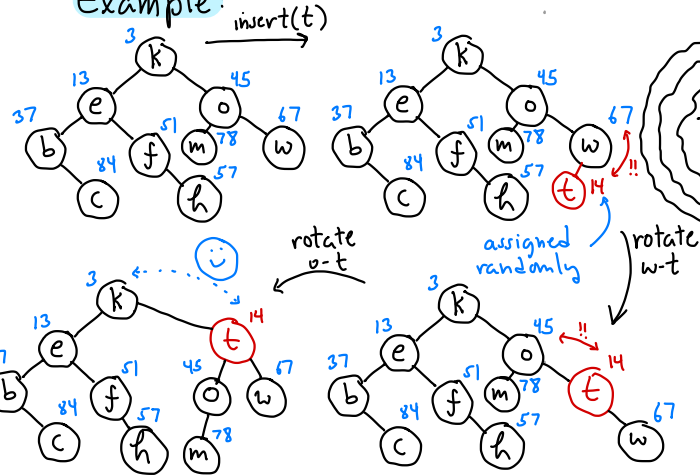 Example:
insert(t)
3
k
13
e
45
o
37
b
51
f
78
m
67
w
84
c
57
h
3
k
13
e
45
o
37
b
51
f
78
m
67
w
84
c
57
h
t
14
!!
assigned
randomly
rotate
w-t
rotate
o-t
3
k
14
t
13
e
45
o
67
w
7
b
51
f
84
c
57
h
78
m
3
k
13
e
45
o
!!
14
t
37
b
51
f
78
m
84
c
57
h
67
w